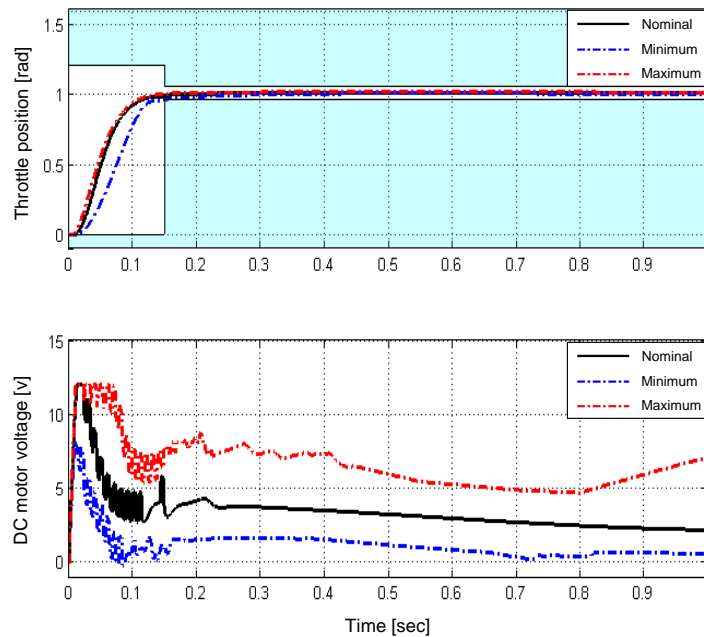 1.5
1
0.5
0
Throttle position [rad]
Nominal
Minimum
Maximum
0 0.1 0.2 0.3 0.4 0.5 0.6 0.7 0.8 0.9
15
10
5
0
DC motor voltage [v]
Nominal
Minimum
Maximum
0 0.1 0.2 0.3 0.4 0.5 0.6 0.7 0.8 0.9
Time [sec]